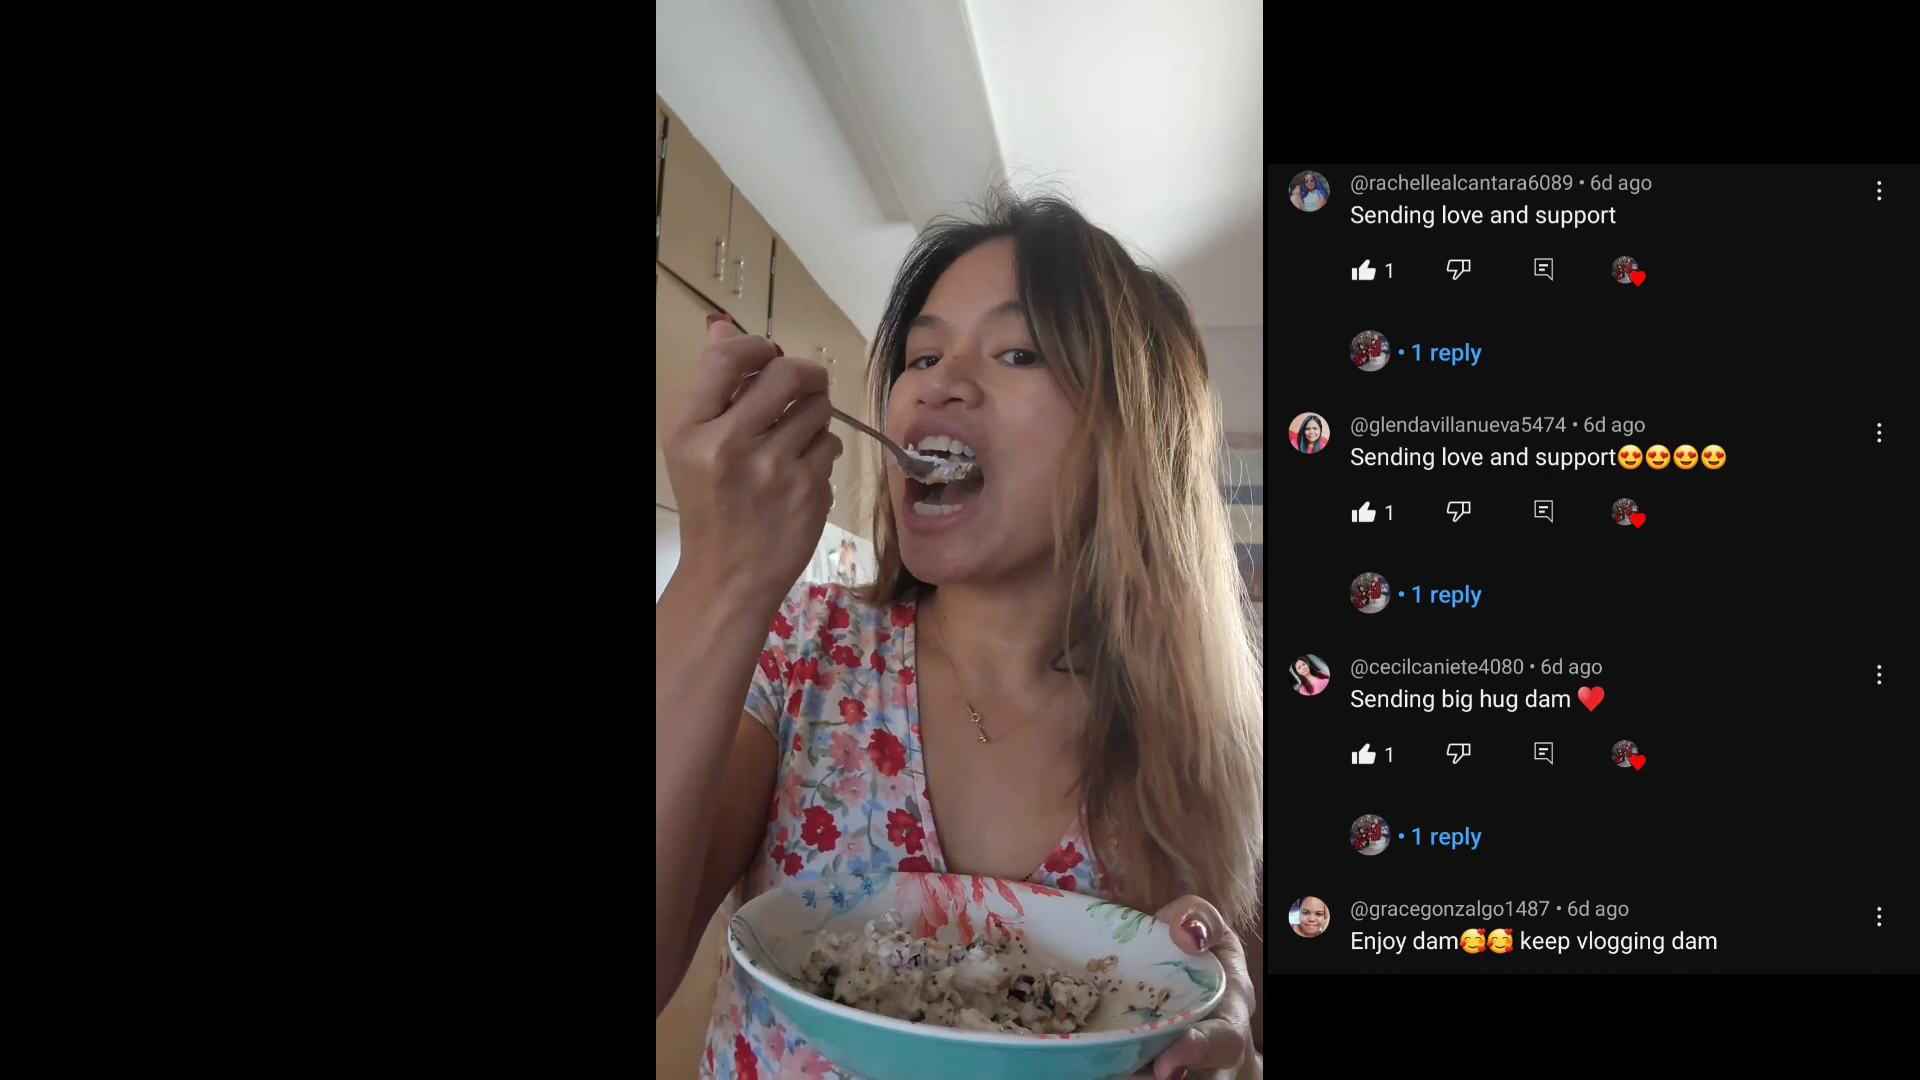 @rachellealcantara6089 • 6d ago
Sending love and support
1
• 1 reply
@glendavillanueva5474 • 6d ago
Sending love and support😍😍😍😍
1
• 1 reply
@cecilcaniete4080 • 6d ago
Sending big hug dam ❤️
1
• 1 reply
@gracegonzalgo1487 • 6d ago
Enjoy dam🥰🥰 keep vlogging dam